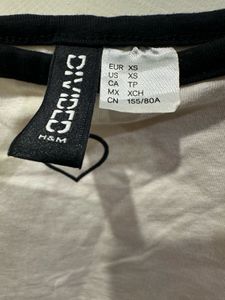 DIVIDED
H&M
EUR XS
US XS
CA TP
MX XCH
CN 155/80A